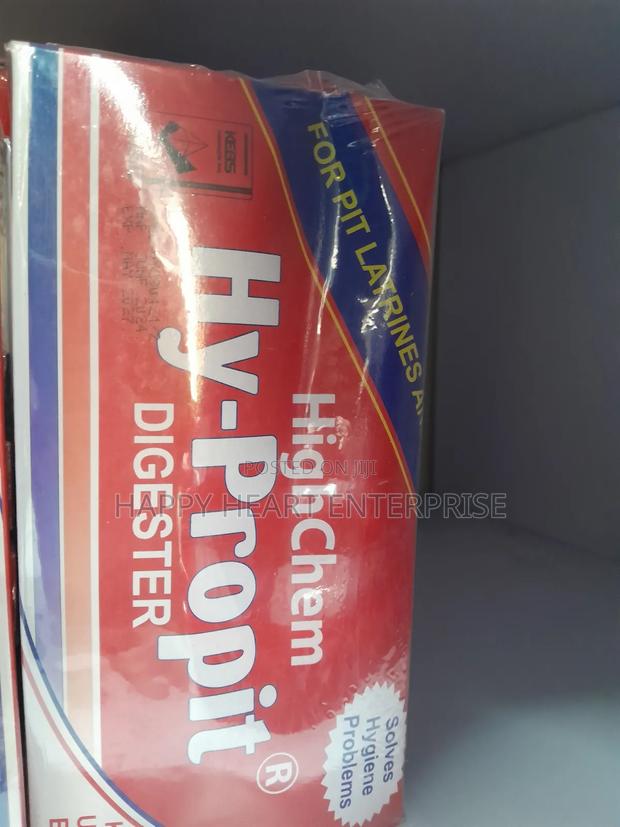 FOR PIT LATRINES A
KEBS
HighChem
Hy-Propit®
DIGESTER
Solves
Hygiene
Problems
POSTED ON JIJI
HAPPY HEART ENTERPRISE